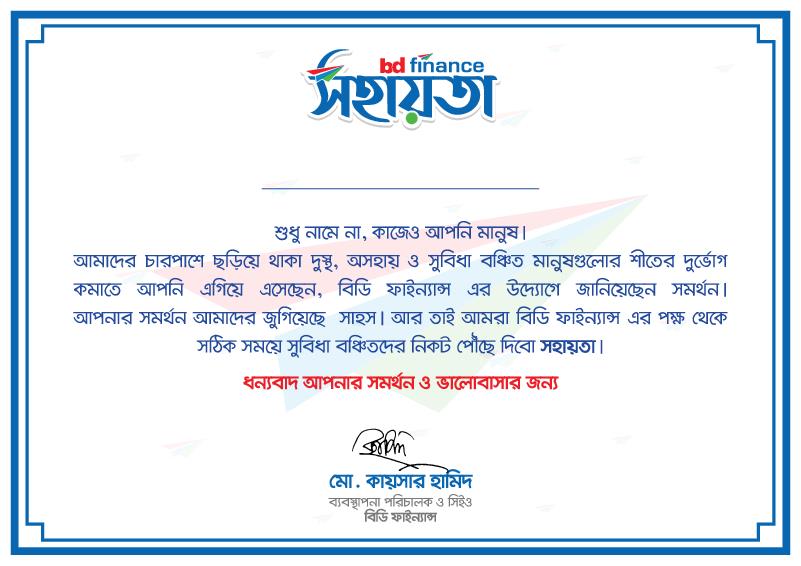 bd finance
সহায়তা
শুধু নামে না, কাজেও আপনি মানুষ।
আমাদের চারপাশে ছড়িয়ে থাকা দুস্থ, অসহায় ও সুবিধা বঞ্চিত মানুষগুলোর শীতের দুর্ভোগ
কমাতে আপনি এগিয়ে এসেছেন, বিডি ফাইন্যান্স এর উদ্যোগে জানিয়েছেন সমর্থন।
আপনার সমর্থন আমাদের জুগিয়েছে সাহস। আর তাই আমরা বিডি ফাইন্যান্স এর পক্ষ থেকে
সঠিক সময়ে সুবিধা বঞ্চিতদের নিকট পৌঁছে দিবো সহায়তা।
ধন্যবাদ আপনার সমর্থন ও ভালোবাসার জন্য
মো. কায়সার হামিদ
ব্যবস্থাপনা পরিচালক ও সিইও
বিডি ফাইন্যান্স